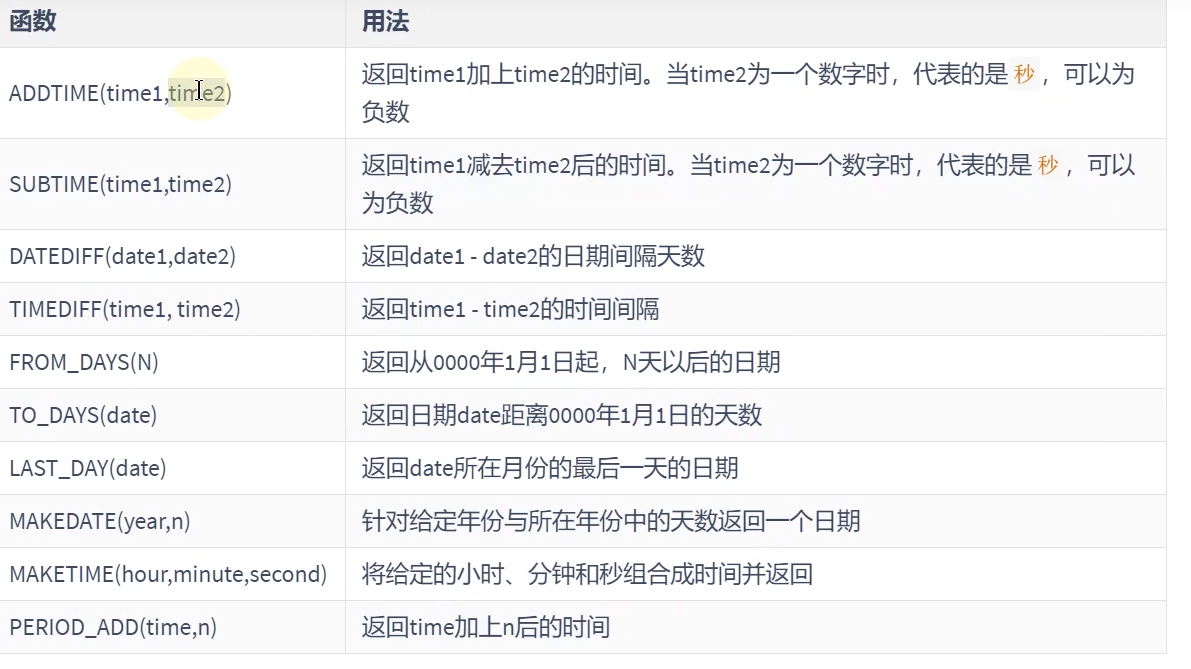 函数 用法
ADDTIME(time1,time2) 返回time1加上time2的时间。当time2为一个数字时，代表的是 秒 ，可以为
负数
SUBTIME(time1,time2) 返回time1减去time2后的时间。当time2为一个数字时，代表的是 秒 ，可以
为负数
DATEDIFF(date1,date2) 返回date1 - date2的日期间隔天数
TIMEDIFF(time1, time2) 返回time1 - time2的时间间隔
FROM_DAYS(N) 返回从0000年1月1日起，N天以后的日期
TO_DAYS(date) 返回日期date距离0000年1月1日的天数
LAST_DAY(date) 返回date所在月份的最后一天的日期
MAKEDATE(year,n) 针对给定年份与所在年份中的天数返回一个日期
MAKETIME(hour,minute,second) 将给定的小时、分钟和秒组合成时间并返回
PERIOD_ADD(time,n) 返回time加上n后的时间